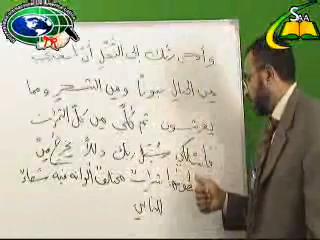 وأوحى ربك إلى النحل أن اتخذي
من الجبال بيوتا ومن الشجر ومما
يعرشون ثم كلي من كل الثمرات
فاسلكي سبل ربك ذللا يخرج من
بطونها شراب مختلف ألوانه فيه شفاء
للناس